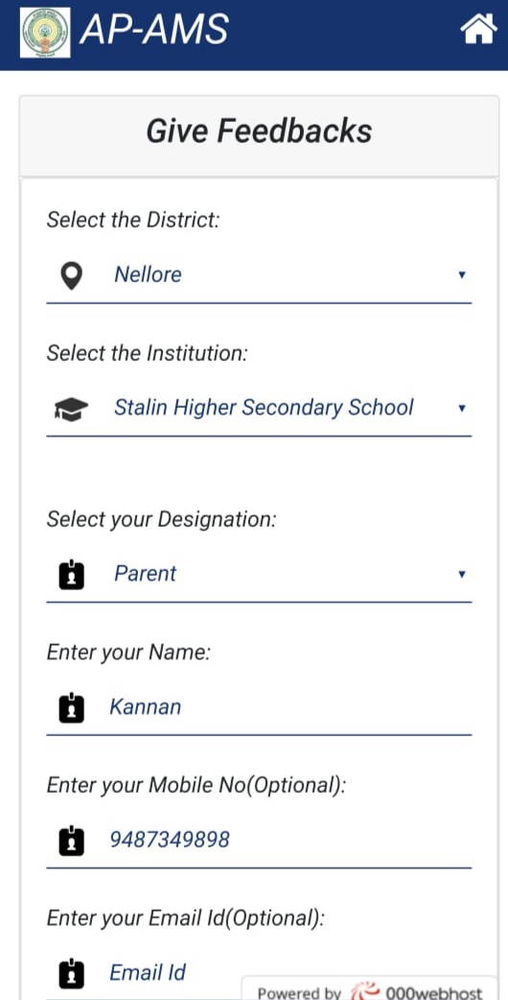 AP-AMS
Give Feedbacks
Select the District:
Nellore
Select the Institution:
Stalin Higher Secondary School
Select your Designation:
Parent
Enter your Name:
Kannan
Enter your Mobile No(Optional):
9487349898
Enter your Email Id(Optional):
Email Id
Powered by 000webhost